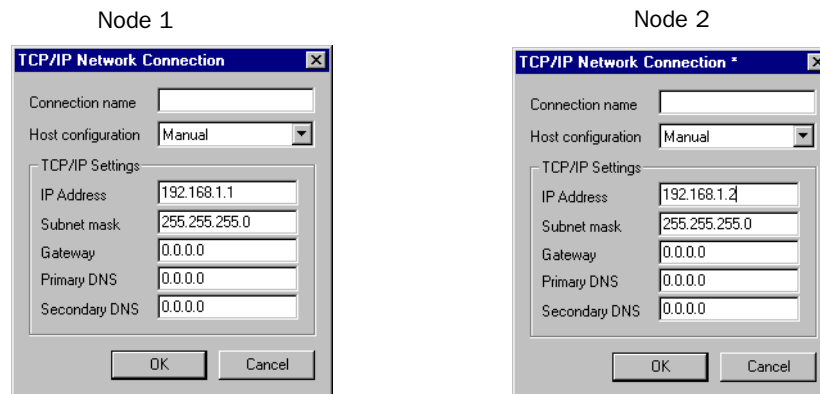 Node 1
TCP/IP Network Connection
Connection name
Host configuration Manual
TCP/IP Settings
IP Address 192.168.1.1
Subnet mask 255.255.255.0
Gateway 0.0.0.0
Primary DNS 0.0.0.0
Secondary DNS 0.0.0.0
OK Cancel
Node 2
TCP/IP Network Connection *
Connection name
Host configuration Manual
TCP/IP Settings
IP Address 192.168.1.2
Subnet mask 255.255.255.0
Gateway 0.0.0.0
Primary DNS 0.0.0.0
Secondary DNS 0.0.0.0
OK Cancel